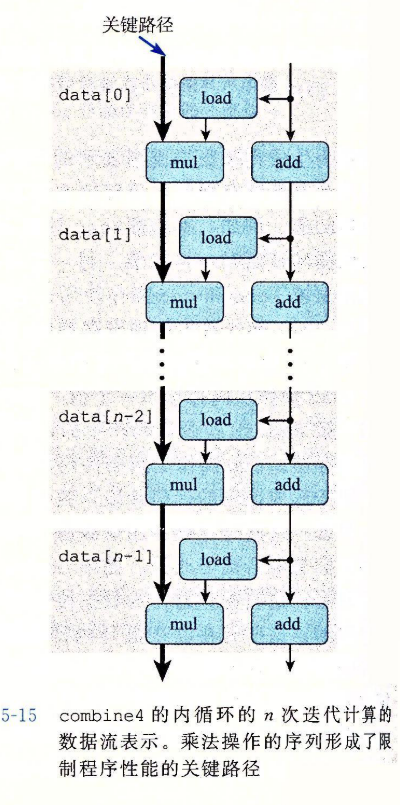 关键路径
data[0]
load
mul
add
data[1]
load
mul
add
data[n-2]
load
mul
add
data[n-1]
load
mul
add
5-15 combine4 的内循环的 n 次迭代计算的
数据流表示。乘法操作的序列形成了限
制程序性能的关键路径